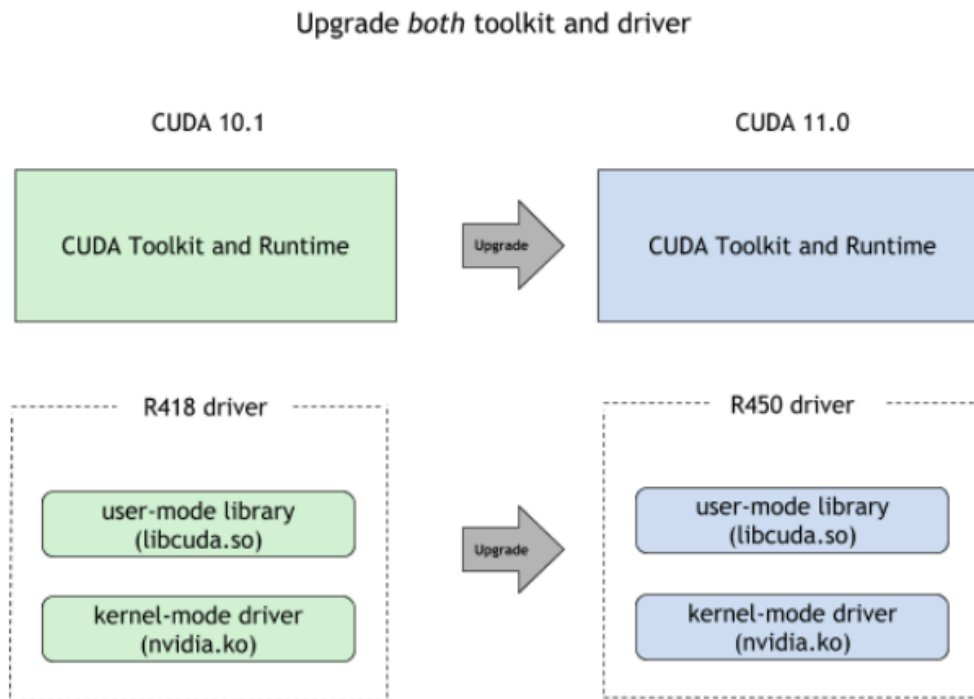 Upgrade both toolkit and driver
CUDA 10.1
CUDA 11.0
CUDA Toolkit and Runtime
Upgrade
CUDA Toolkit and Runtime
R418 driver
R450 driver
user-mode library
(libcuda.so)
kernel-mode driver
(nvidia.ko)
Upgrade
user-mode library
(libcuda.so)
kernel-mode driver
(nvidia.ko)